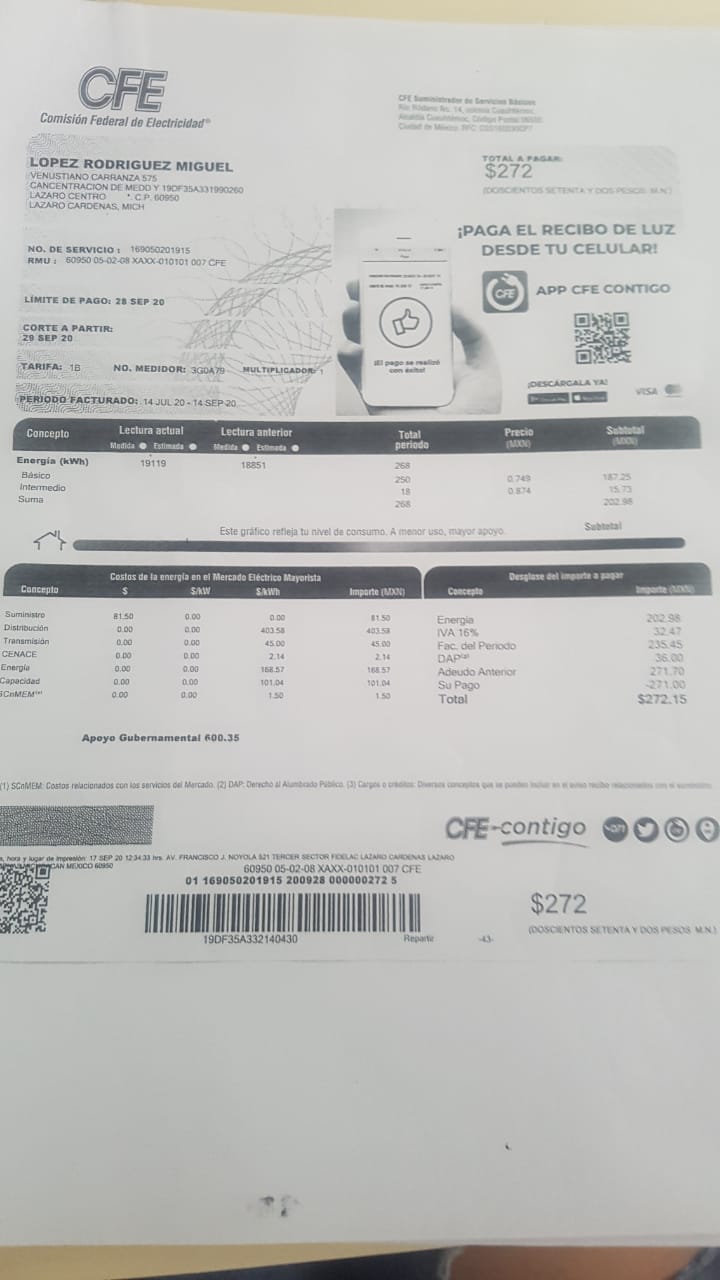 CFE
Comisión Federal de Electricidad®
CFE Suministrador de Servicios Básicos
Río Ródano No. 14, colonia Cuauhtémoc,
Alcaldía Cuauhtémoc, Código Postal
Ciudad de México. RFC:
LOPEZ RODRIGUEZ MIGUEL
VENUSTIANO CARRANZA 575
CANCENTRACION DE MEDD Y 19DF35A331990260
LAZARO CENTRO *. C.P. 60950
LAZARO CARDENAS, MICH
TOTAL A PAGAR:
$272
(DOSCIENTOS SETENTA Y DOS PESOS M.N.)
NO. DE SERVICIO : 169050201915
RMU : 60950 05-02-08 XAXX-010101 007 CFE
LÍMITE DE PAGO: 28 SEP 20
CORTE A PARTIR:
29 SEP 20
TARIFA: 1B NO. MEDIDOR: 3G0A79 MULTIPLICADOR: 1
PERIODO FACTURADO: 14 JUL 20 - 14 SEP 20
¡El pago se realizó
con éxito!
¡PAGA EL RECIBO DE LUZ
DESDE TU CELULAR!
CFE APP CFE CONTIGO
¡DESCÁRGALA YA!
VISA
Concepto Lectura actual Lectura anterior Total periodo Precio (MXN) Subtotal (MXN)
Medida Estimada Medida Estimada
Energía (kWh) 19119 18851 268
Básico 250 0.749 187.25
Intermedio 18 0.874 15.73
Suma 268 202.98
Este gráfico refleja tu nivel de consumo. A menor uso, mayor apoyo. Subtotal
Costos de la energía en el Mercado Eléctrico Mayorista
Concepto $ $/kW $/kWh Importe (MXN)
Suministro 81.50 0.00 0.00 81.50
Distribución 0.00 0.00 403.58 403.58
Transmisión 0.00 0.00 45.00 45.00
CENACE 0.00 0.00 2.14 2.14
Energía 0.00 0.00 168.57 168.57
Capacidad 0.00 0.00 101.04 101.04
SCnMEM⁽¹⁾ 0.00 0.00 1.50 1.50
Desglose del importe a pagar
Concepto Importe (MXN)
Energía 202.98
IVA 16% 32.47
Fac. del Periodo 235.45
DAP⁽²⁾ 36.00
Adeudo Anterior 271.70
Su Pago -271.00
Total $272.15
Apoyo Gubernamental 600.35
(1) SCnMEM: Costos relacionados con los servicios del Mercado. (2) DAP: Derecho al Alumbrado Público. (3) Cargos o créditos: Diversos conceptos que se pueden incluir en el aviso recibo relacionados con el suministro
CFE-contigo
, hora y lugar de impresión: 17 SEP 20 12:34:33 hrs. AV. FRANCISCO J. NOYOLA 521 TERCER SECTOR FIDELAC LAZARO CARDENAS LAZARO
MEXICO 60950
60950 05-02-08 XAXX-010101 007 CFE
01 169050201915 200928 000000272 5
19DF35A332140430
Repartir -43-
$272
(DOSCIENTOS SETENTA Y DOS PESOS M.N.)